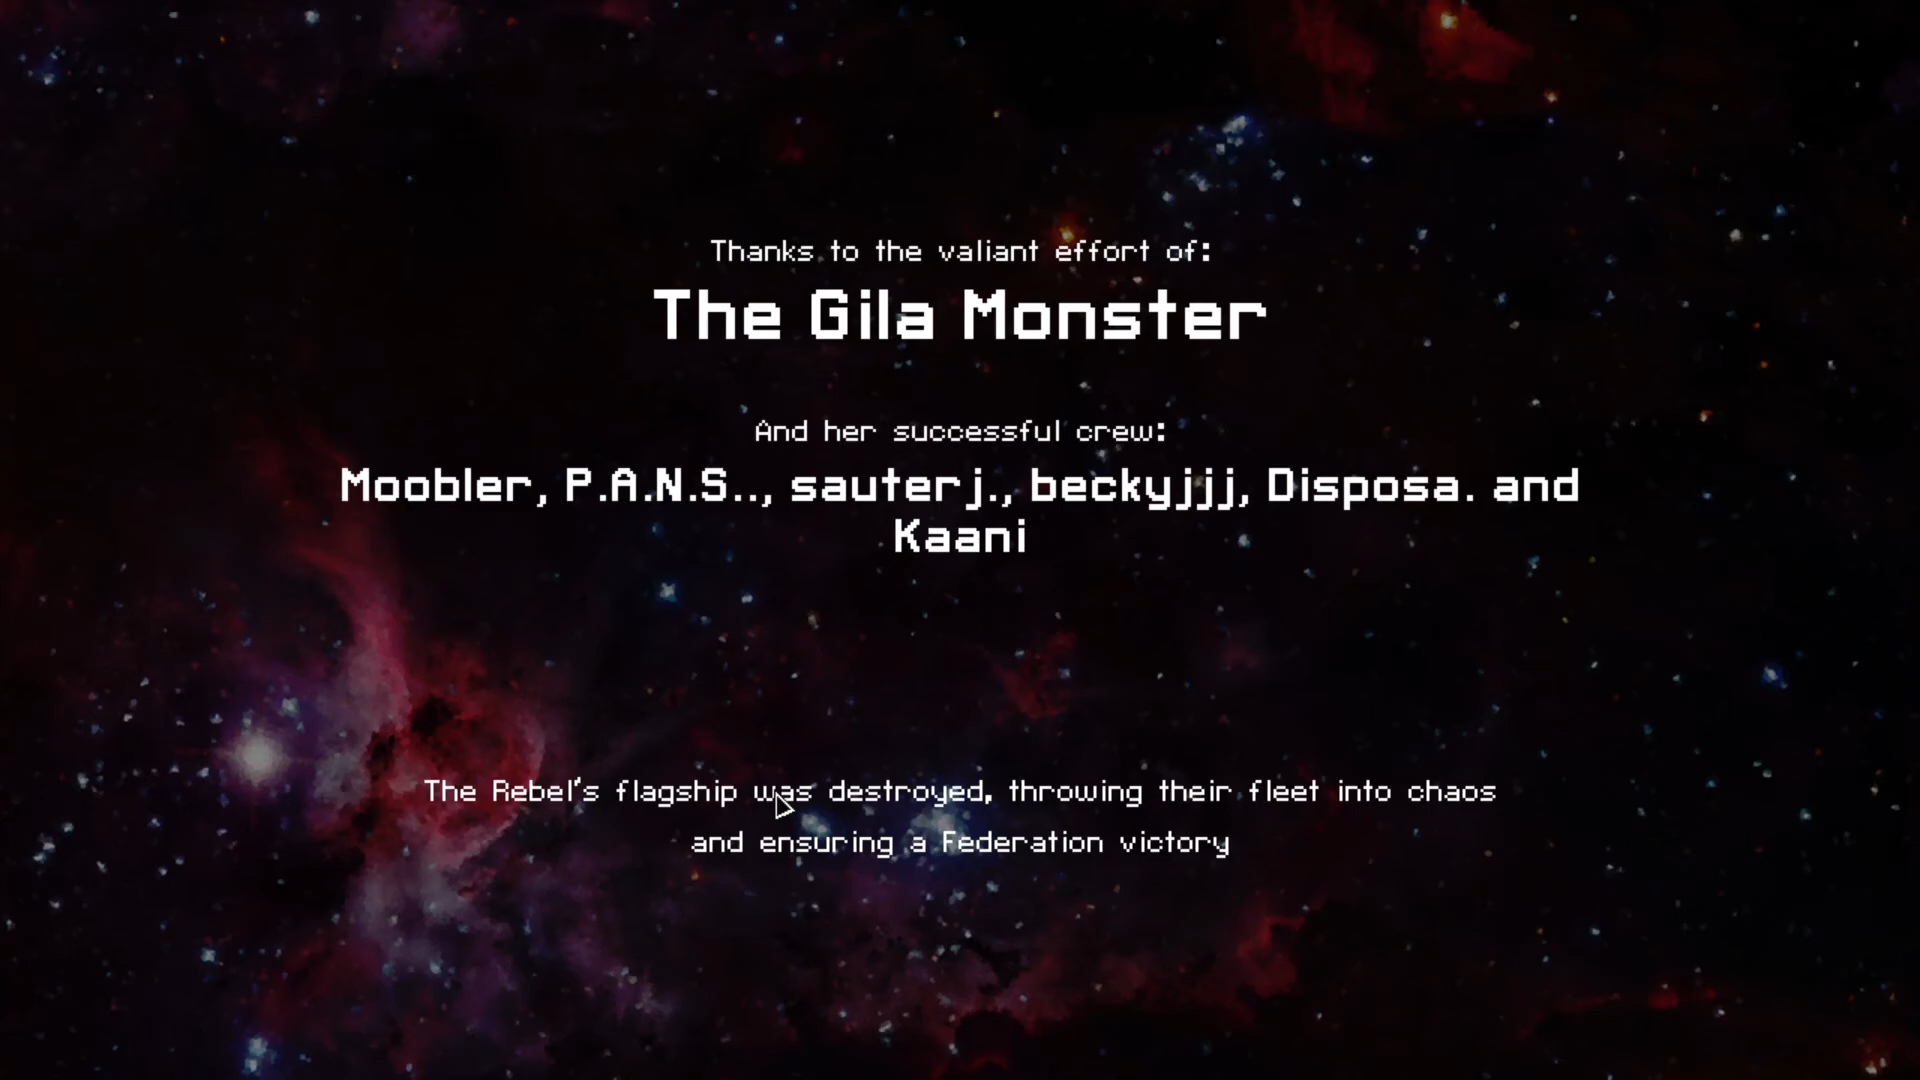 Thanks to the valiant effort of:
The Gila Monster
And her successful crew:
Moobler, P.A.N.S.., sauterj., beckyjjj, Disposa. and
Kaani
The Rebel's flagship was destroyed, throwing their fleet into chaos
and ensuring a Federation victory